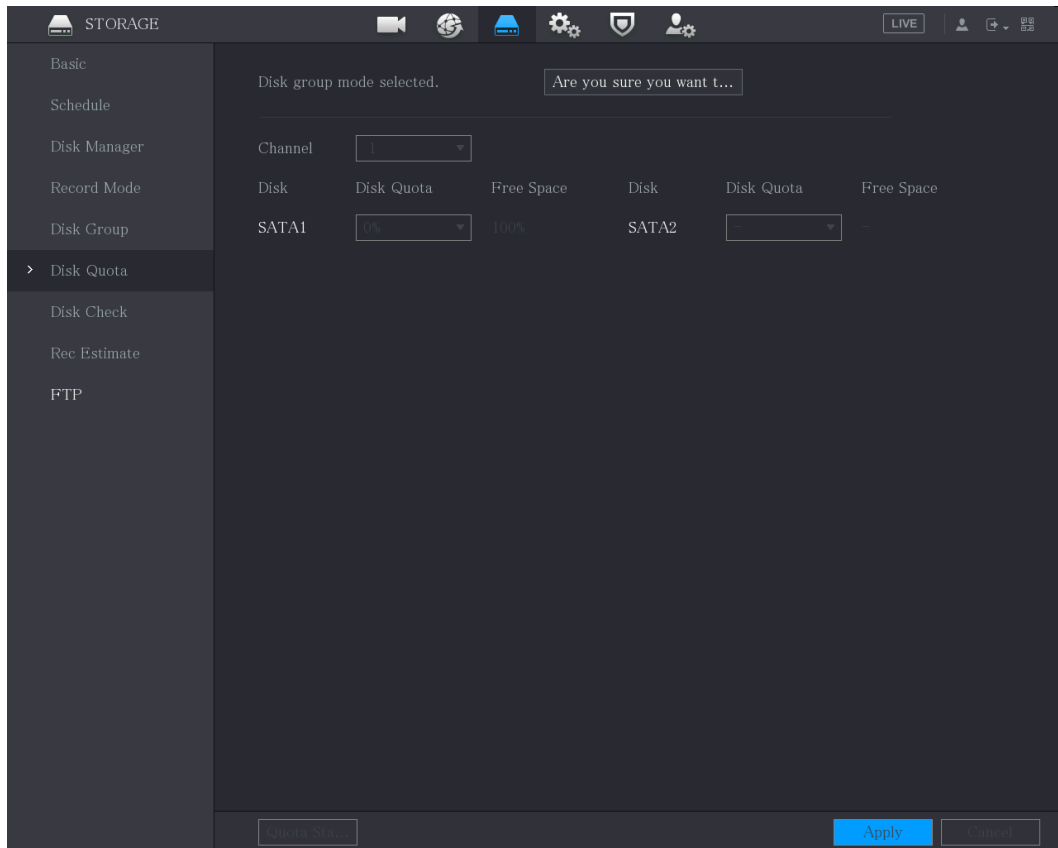 STORAGE
LIVE
Basic
Schedule
Disk Manager
Record Mode
Disk Group
Disk Quota
Disk Check
Rec Estimate
FTP
Disk group mode selected.
Are you sure you want t...
Channel 1
Disk Disk Quota Free Space Disk Disk Quota Free Space
SATA1 0% 100% SATA2 - -
Quota Sta...
Apply
Cancel